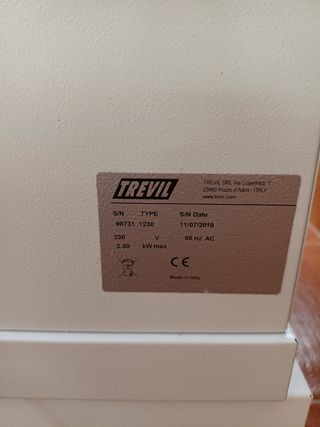 TREVIL
TREVIL SRL Via Copernico, 1
20060 Pozzo d'Adda - ITALY
www.trevil.com
S/N TYPE S/N Date
98731 1230 11/07/2019
230 V 50 Hz AC
2.30 kW max
CE
Made in Italy